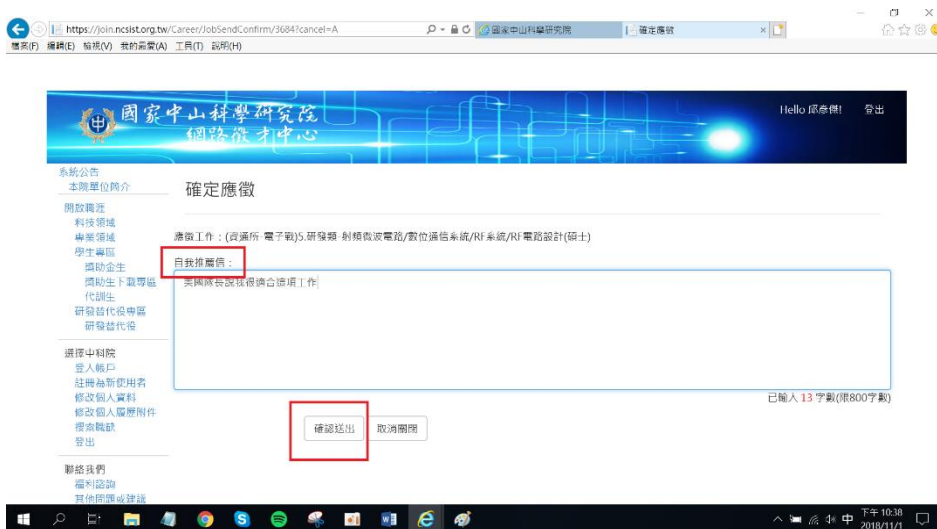 https://join.ncsist.org.tw/Career/JobSendConfirm/3684?cancel=A
國家中山科學研究院
確定應徵
檔案(F) 編輯(E) 檢視(V) 我的最愛(A) 工具(T) 說明(H)
國家中山科學研究院
網路徵才中心
Hello 邱彥傑! 登出
系統公告
本院單位簡介
開放職涯
科技領域
專業領域
學生專區
獎助金生
獎助生下載專區
代訓生
研發替代役專區
研發替代役
選擇中科院
登入帳戶
註冊為新使用者
修改個人資料
修改個人履歷附件
搜索職缺
登出
聯絡我們
福利諮詢
其他問題或建議
確定應徵
應徵工作:(資通所-電子戰)5.研發類-射頻微波電路/數位通信系統/RF系統/RF電路設計(碩士)
自我推薦信:
美國隊長說我很適合這項工作
已輸入 13 字數(限800字數)
確認送出 取消關閉
中
下午 10:38
2018/11/1